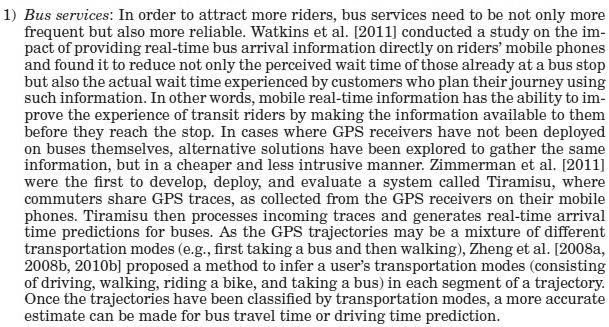 1) Bus services: In order to attract more riders, bus services need to be not only more
frequent but also more reliable. Watkins et al. [2011] conducted a study on the im-
pact of providing real-time bus arrival information directly on riders' mobile phones
and found it to reduce not only the perceived wait time of those already at a bus stop
but also the actual wait time experienced by customers who plan their journey using
such information. In other words, mobile real-time information has the ability to im-
prove the experience of transit riders by making the information available to them
before they reach the stop. In cases where GPS receivers have not been deployed
on buses themselves, alternative solutions have been explored to gather the same
information, but in a cheaper and less intrusive manner. Zimmerman et al. [2011]
were the first to develop, deploy, and evaluate a system called Tiramisu, where
commuters share GPS traces, as collected from the GPS receivers on their mobile
phones. Tiramisu then processes incoming traces and generates real-time arrival
time predictions for buses. As the GPS trajectories may be a mixture of different
transportation modes (e.g., first taking a bus and then walking), Zheng et al. [2008a,
2008b, 2010b] proposed a method to infer a user's transportation modes (consisting
of driving, walking, riding a bike, and taking a bus) in each segment of a trajectory.
Once the trajectories have been classified by transportation modes, a more accurate
estimate can be made for bus travel time or driving time prediction.